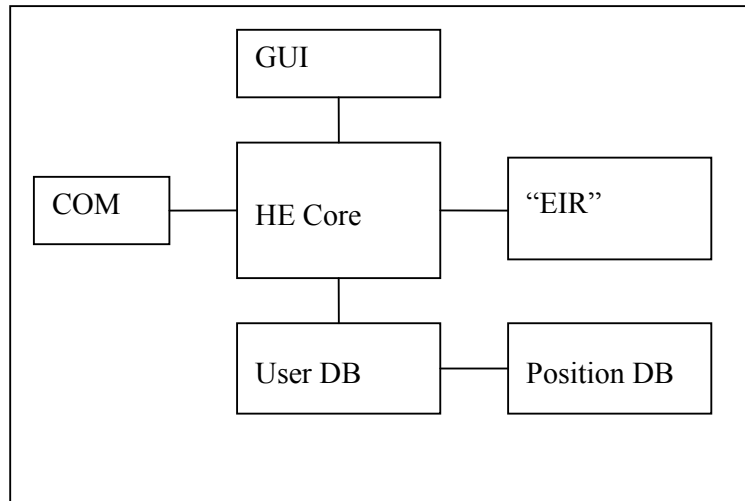 GUI
COM
HE Core
“EIR”
User DB
Position DB